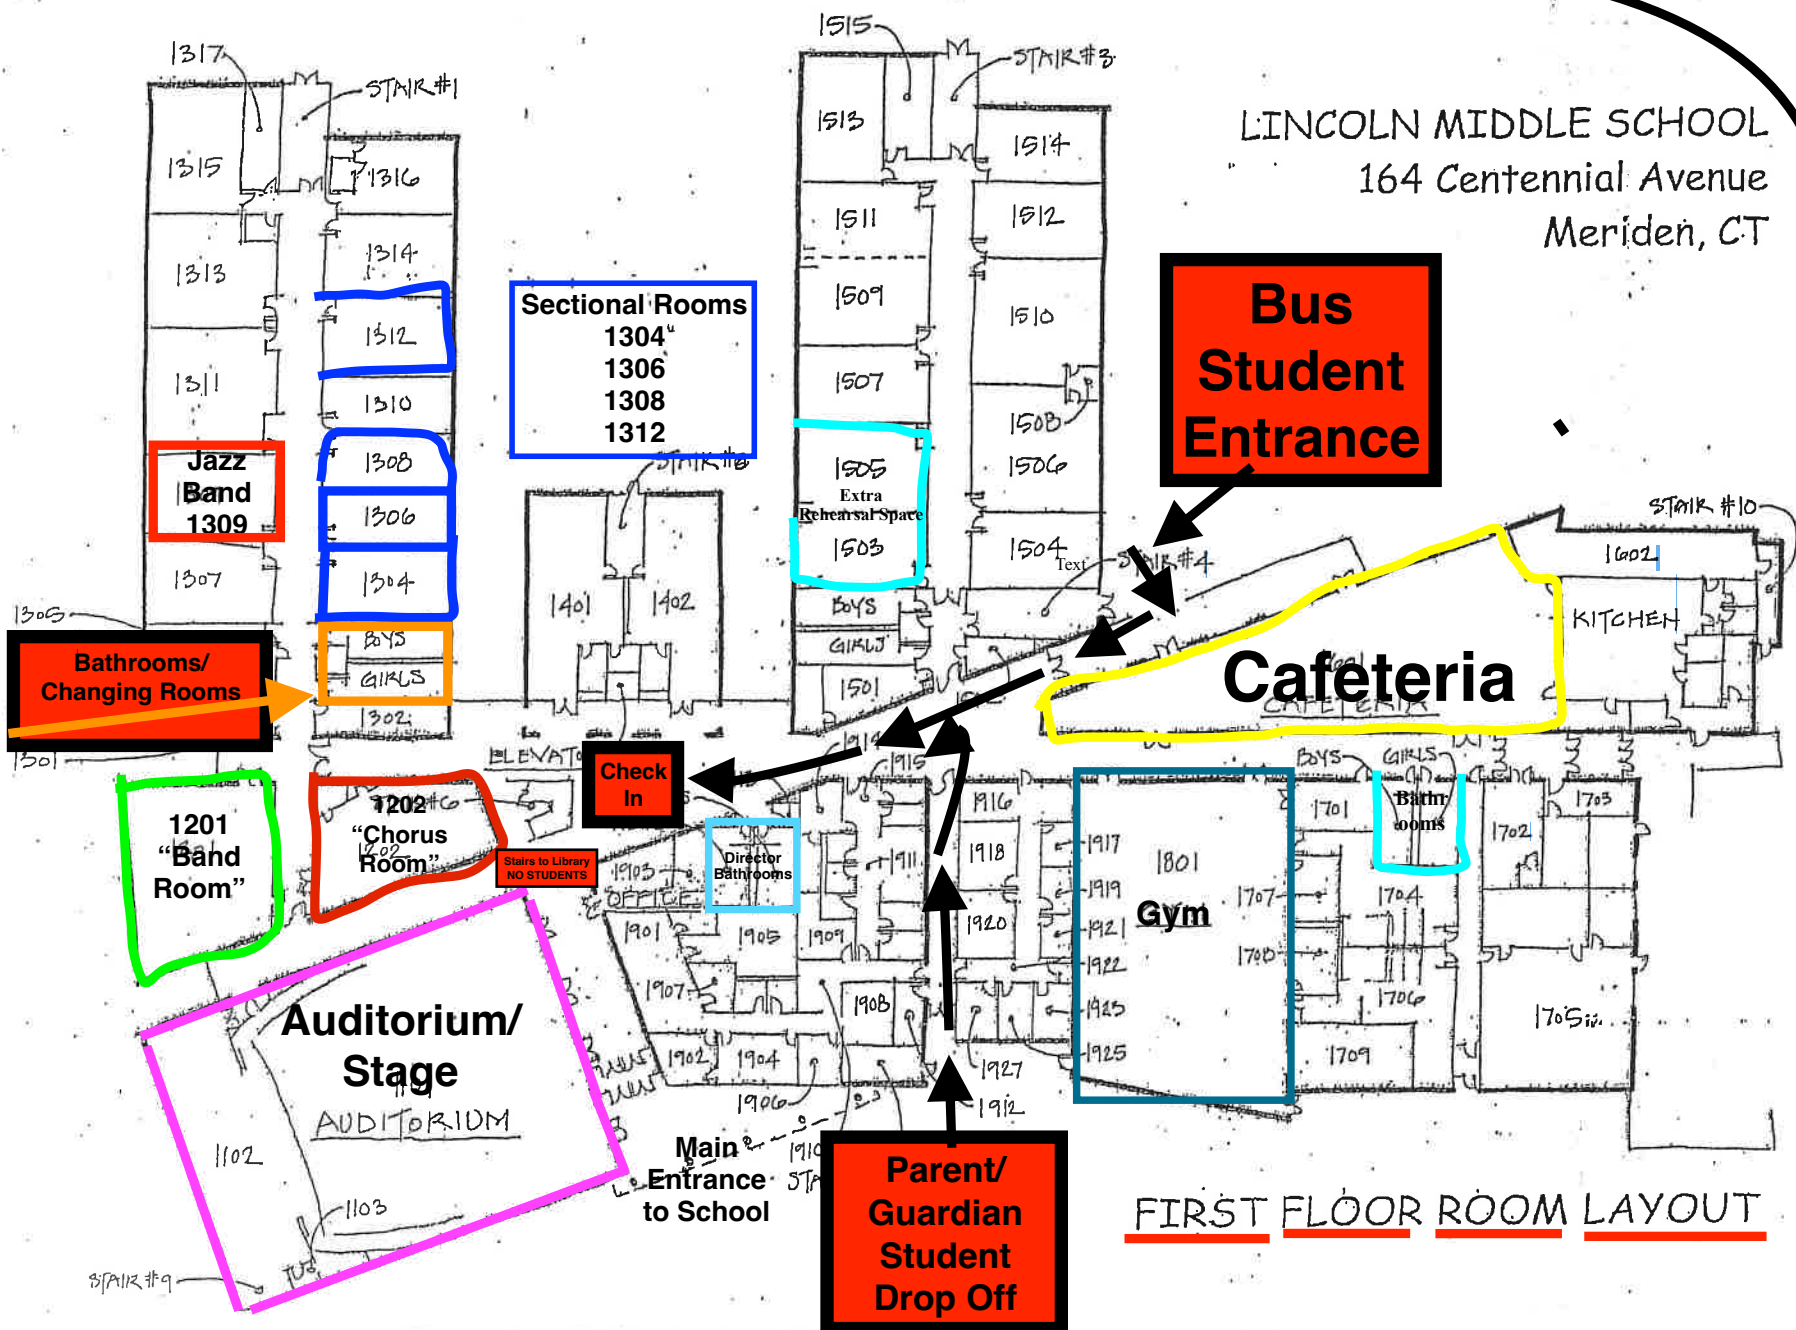 1515
1317
STAIR #1
STAIR #3
LINCOLN MIDDLE SCHOOL
164 Centennial Avenue
Meriden, CT
1513
1514
1315
1316
1511
1512
1313
1314
1509
1510
Sectional Rooms
1304
1306
1308
1312
Bus
Student
Entrance
1312
1311
1310
1507
1508
Jazz
Band
1309
1308
1306
1304
1307
1505
Extra
Rehearsal Space
1503
1506
1504
Text
STAIR #4
STAIR #10
1602
KITCHEN
1305
1401
1402
BOYS
GIRLS
BOYS
GIRLS
1501
1302
1301
Bathrooms/
Changing Rooms
Cafeteria
CAFETERIA
Check
In
1914
1915
BOYS
GIRLS
Bathr
ooms
1701
1702
1703
1201
"Band
Room"
1202
"Chorus
Room"
1202
Stairs to Library
NO STUDENTS
1903
OFFICE
Director
Bathrooms
1911
1916
1918
1920
1917
1919
1921
1922
1923
1925
1801
Gym
1707
1704
1708
1706
1705
1709
1901
1905
1909
1907
1908
1902
1904
1906
1927
1912
Auditorium/
Stage
AUDITORIUM
1102
1103
STAIR #9
Main
Entrance
to School
Parent/
Guardian
Student
Drop Off
FIRST FLOOR ROOM LAYOUT